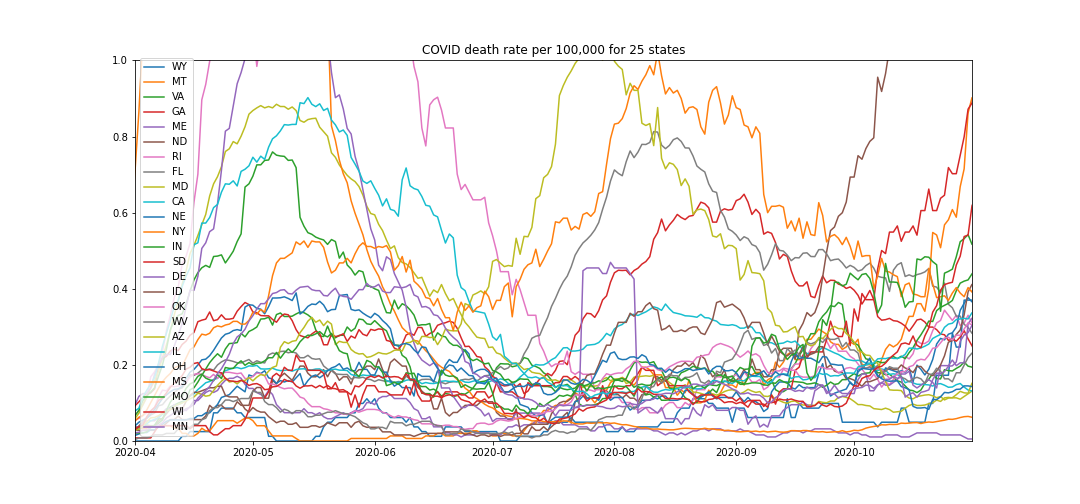 COVID death rate per 100,000 for 25 states
1.0
0.8
0.6
0.4
0.2
0.0
WY
MT
VA
GA
ME
ND
RI
FL
MD
CA
NE
NY
IN
SD
DE
ID
OK
WV
AZ
IL
OH
MS
MO
WI
MN
2020-04 2020-05 2020-06 2020-07 2020-08 2020-09 2020-10